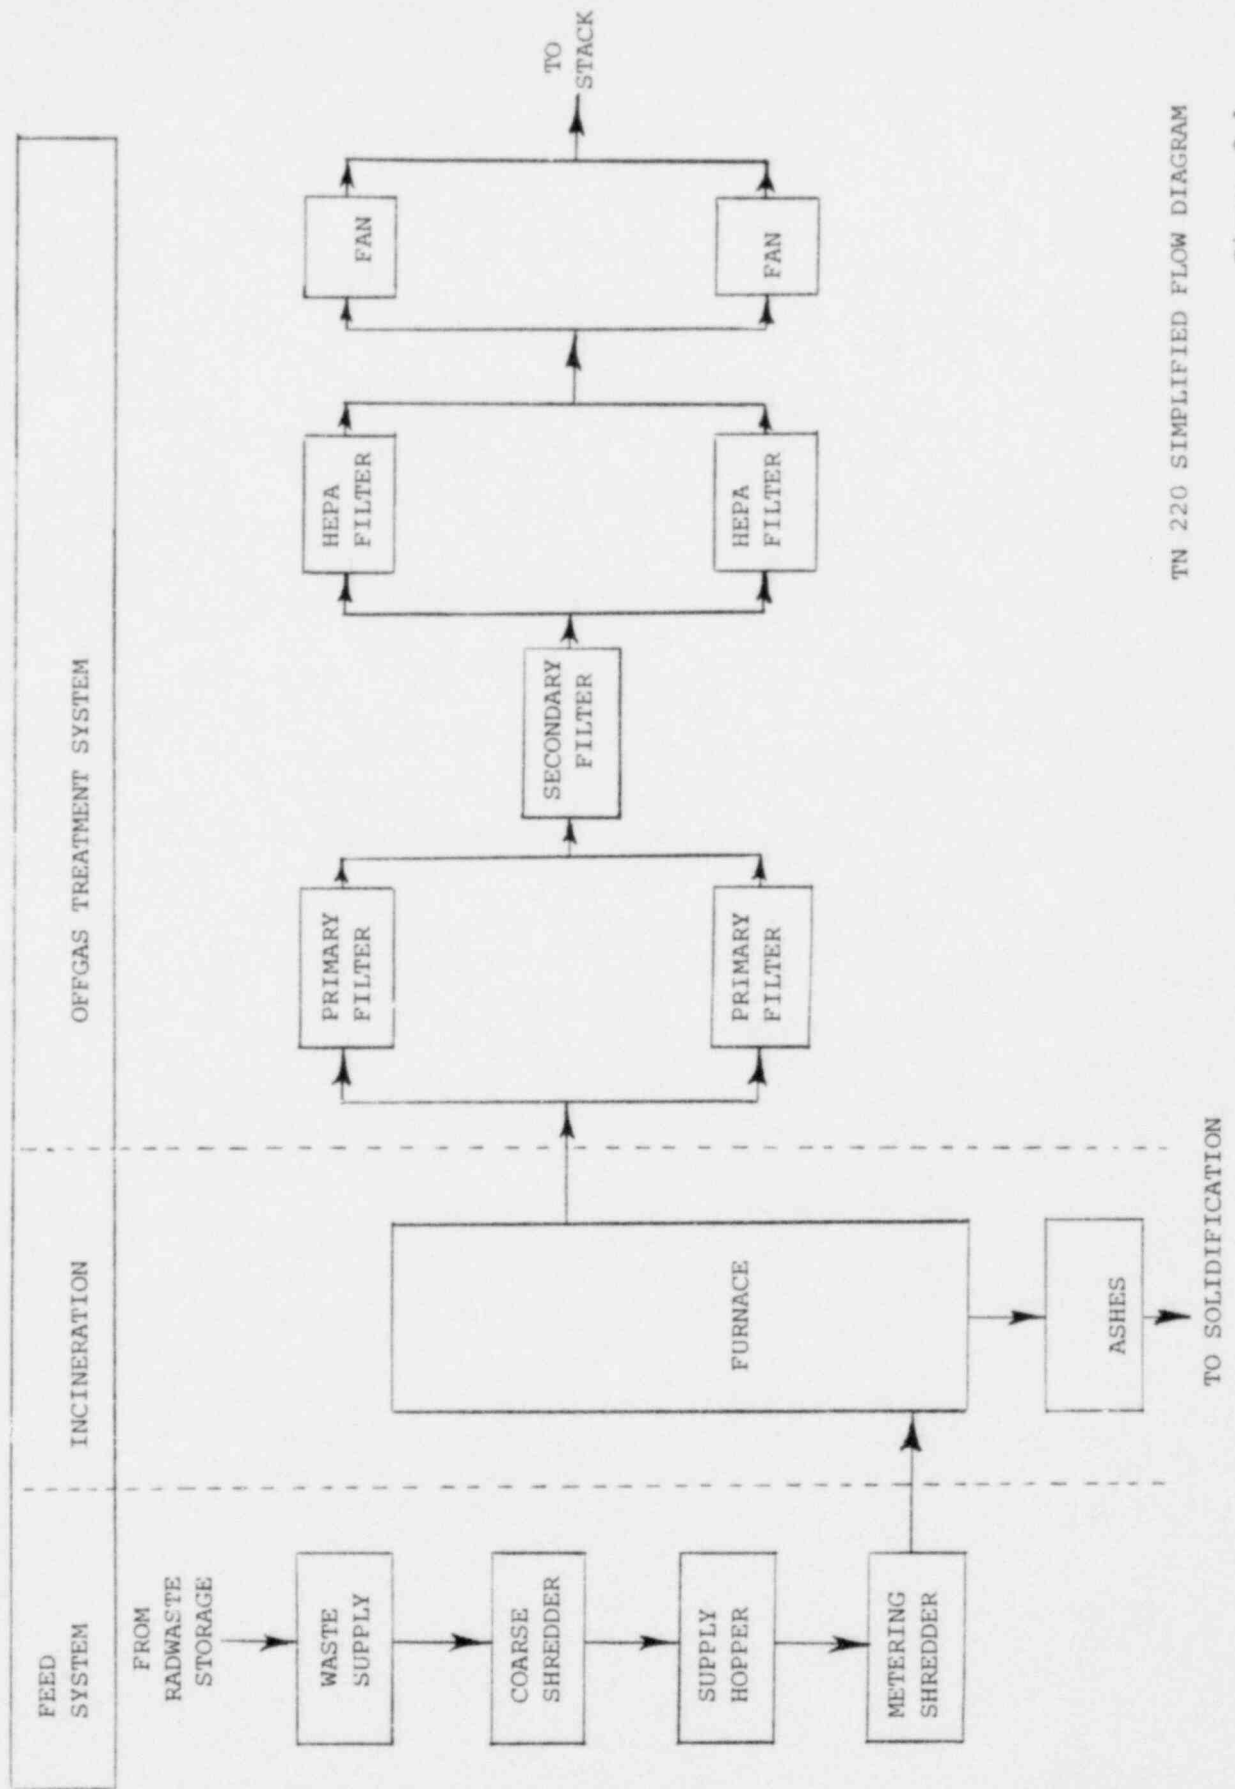 FEED
SYSTEM
INCINERATION
OFFGAS TREATMENT SYSTEM
FROM
RADWASTE
STORAGE
WASTE
SUPPLY
COARSE
SHREDDER
SUPPLY
HOPPER
METERING
SHREDDER
FURNACE
ASHES
TO SOLIDIFICATION
PRIMARY
FILTER
PRIMARY
FILTER
SECONDARY
FILTER
HEPA
FILTER
HEPA
FILTER
FAN
FAN
TO
STACK
TN 220 SIMPLIFIED FLOW DIAGRAM